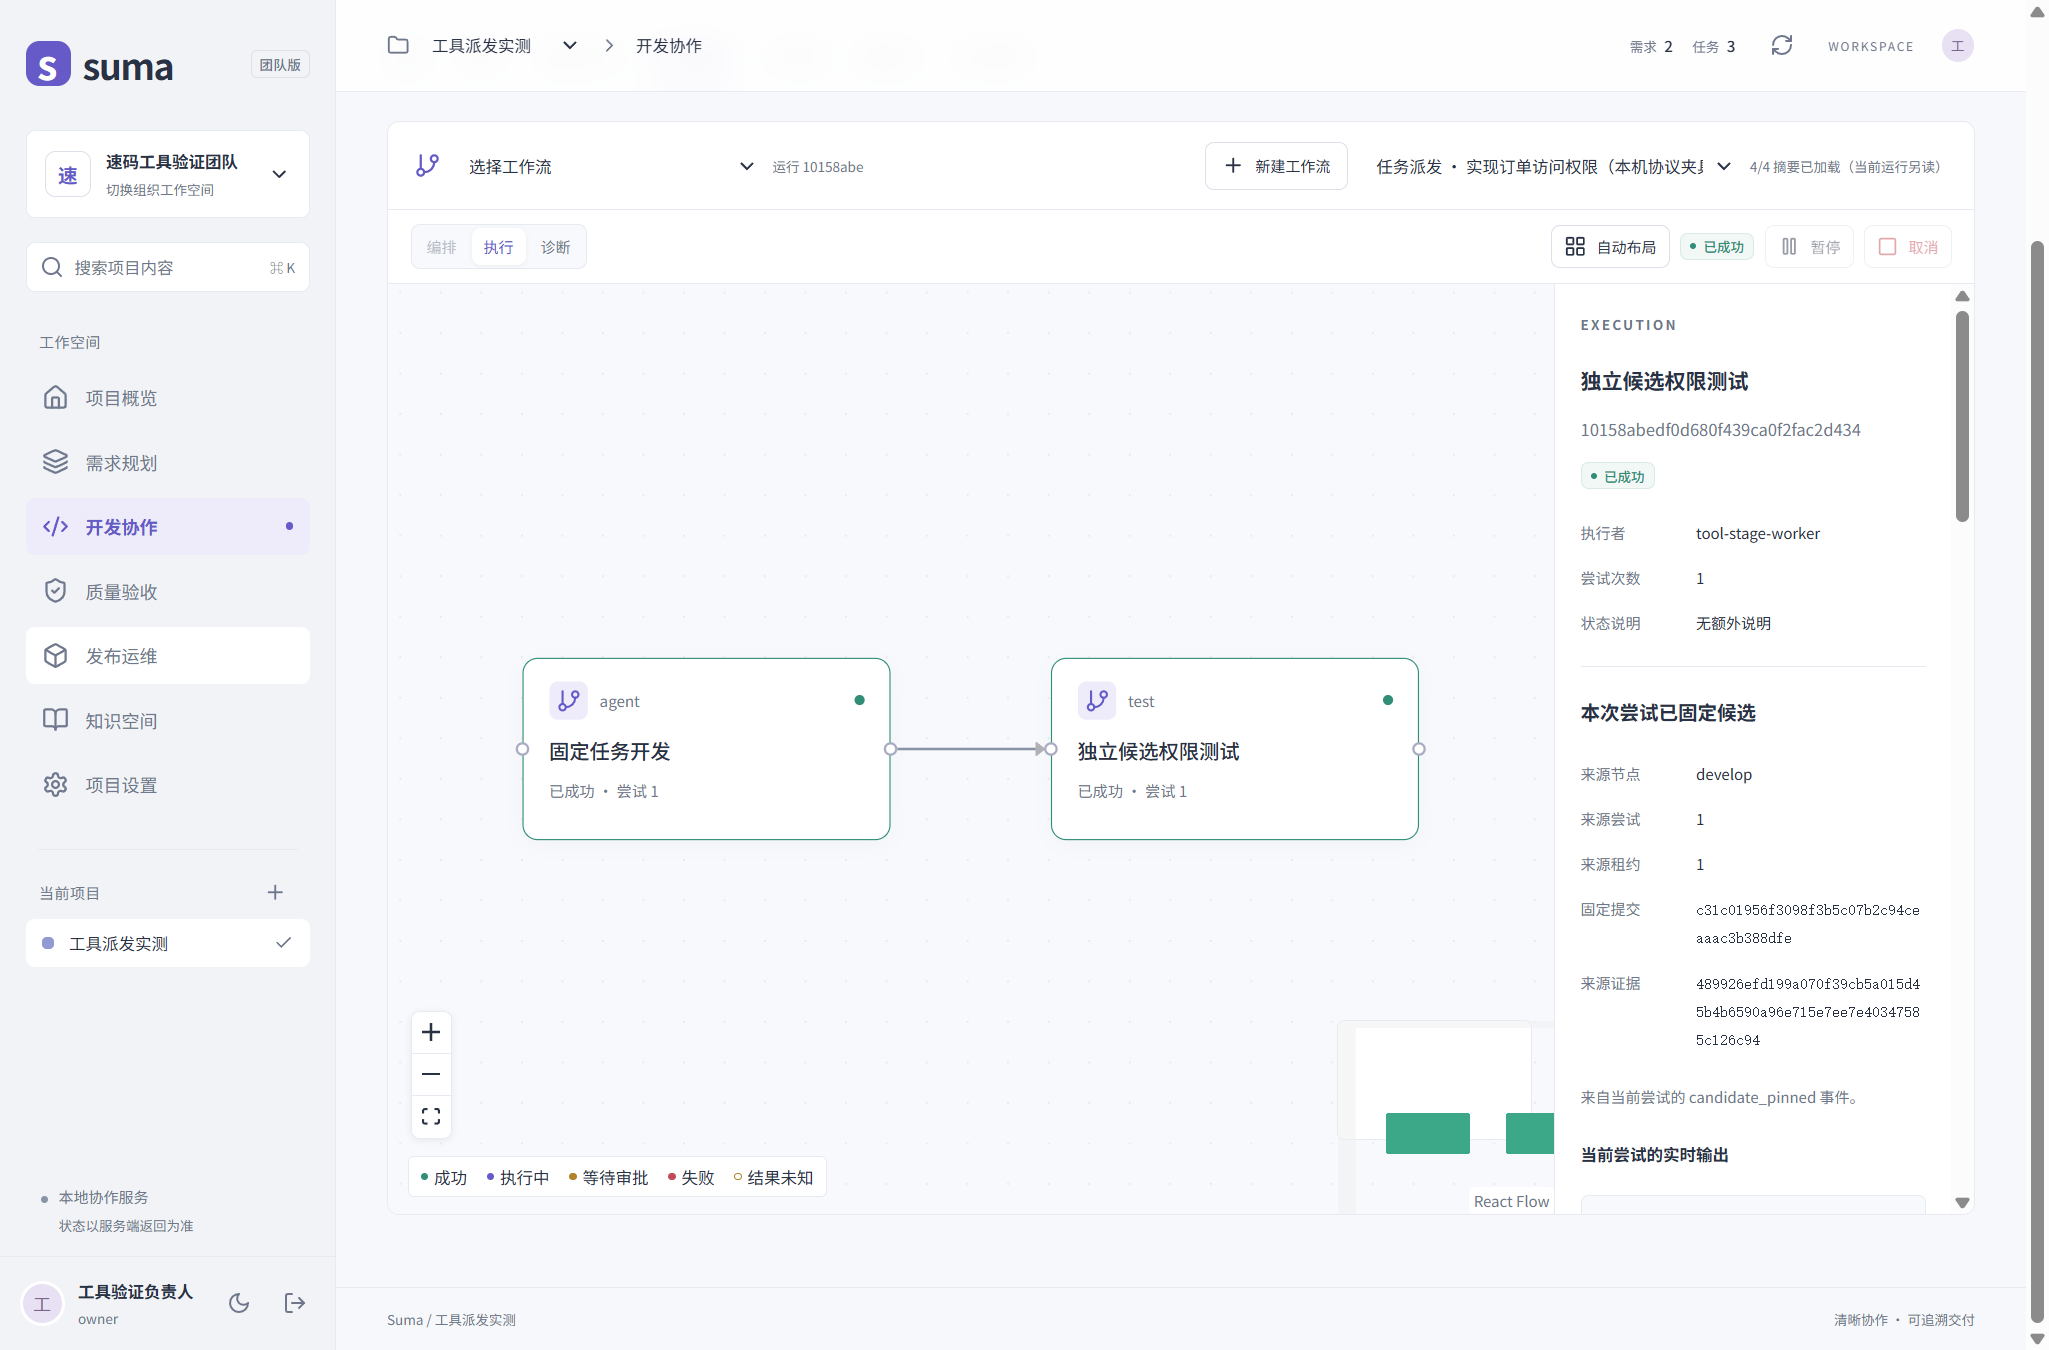 suma
团队版
速
速码工具验证团队
切换组织工作空间
搜索项目内容
⌘K
工作空间
项目概览
需求规划
开发协作
质量验收
发布运维
知识空间
项目设置
当前项目
工具派发实测
本地协作服务
状态以服务端返回为准
工
工具验证负责人
owner
工具派发实测
开发协作
需求 2
任务 3
WORKSPACE
工
选择工作流
运行 10158abe
新建工作流
任务派发 · 实现订单访问权限（本机协议夹
4/4 摘要已加载（当前运行另读）
编排
执行
诊断
自动布局
已成功
暂停
取消
agent
固定任务开发
已成功 · 尝试 1
test
独立候选权限测试
已成功 · 尝试 1
成功
执行中
等待审批
失败
结果未知
React Flow
EXECUTION
独立候选权限测试
10158abedf0d680f439ca0f2fac2d434
已成功
执行者 tool-stage-worker
尝试次数 1
状态说明 无额外说明
本次尝试已固定候选
来源节点 develop
来源尝试 1
来源租约 1
固定提交 c31c01956f3098f3b5c07b2c94ce
aaac3b388dfe
来源证据 489926efd199a070f39cb5a015d4
5b4b6590a96e715e7ee7e4034758
5c126c94
来自当前尝试的 candidate_pinned 事件。
当前尝试的实时输出
Suma / 工具派发实测
清晰协作 · 可追溯交付